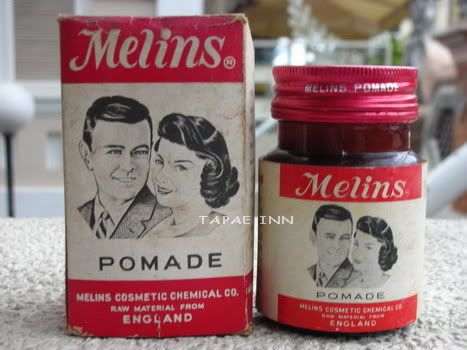 Melins®
POMADE
MELINS COSMETIC CHEMICAL CO.
RAW MATERIAL FROM
ENGLAND
MELINS POMADE
Melins®
POMADE
MELINS COSMETIC CHEMICAL CO.
RAW MATERIAL FROM
ENGLAND
TAPAE INN